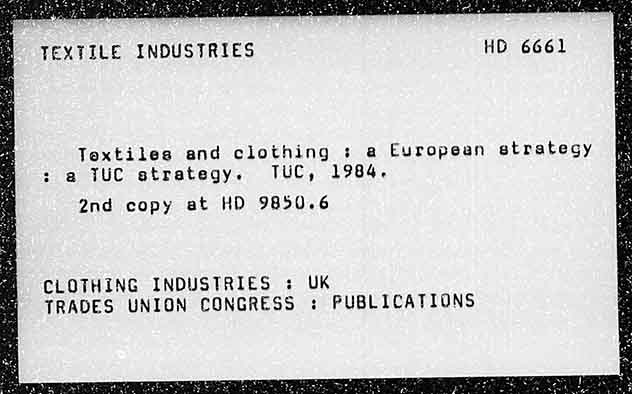 TEXTILE INDUSTRIES HD 6661
Textiles and clothing : a European strategy
: a TUC strategy. TUC, 1984.
2nd copy at HD 9850.6
CLOTHING INDUSTRIES : UK
TRADES UNION CONGRESS : PUBLICATIONS